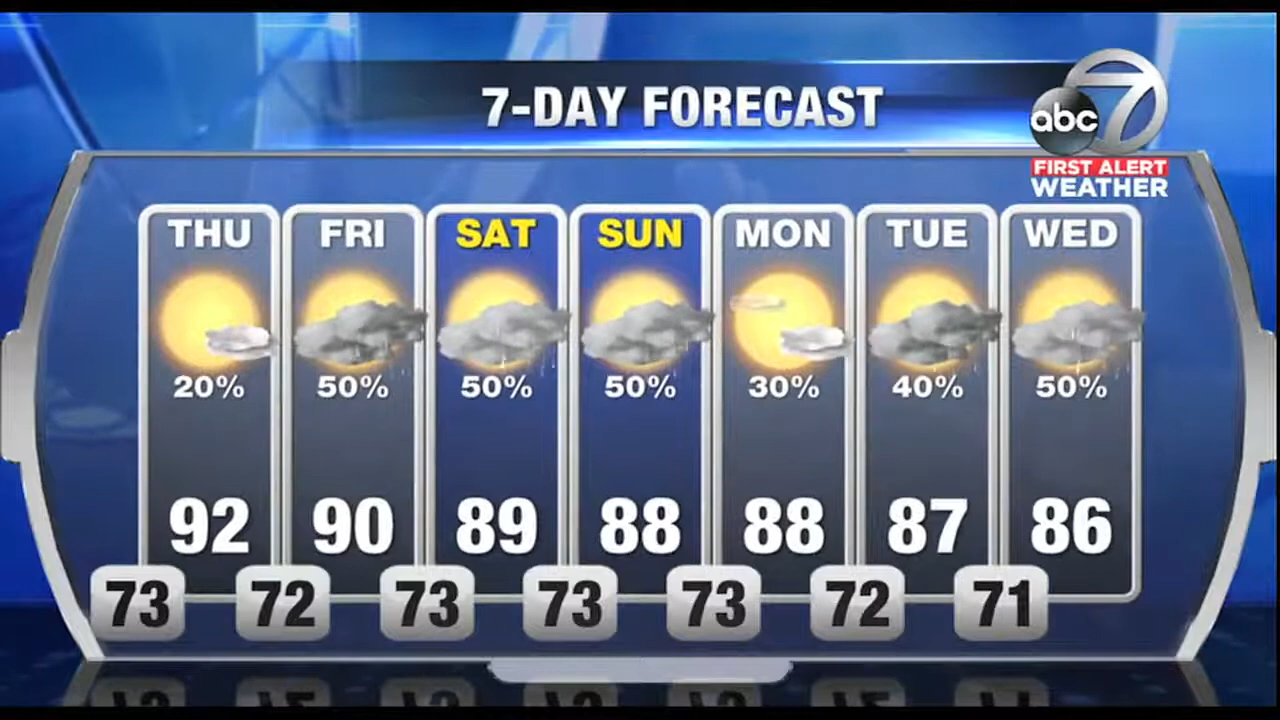 7-DAY FORECAST
abc 7
FIRST ALERT
WEATHER
THU FRI SAT SUN MON TUE WED
20% 50% 50% 50% 30% 40% 50%
92 90 89 88 88 87 86
73 72 73 73 73 72 71